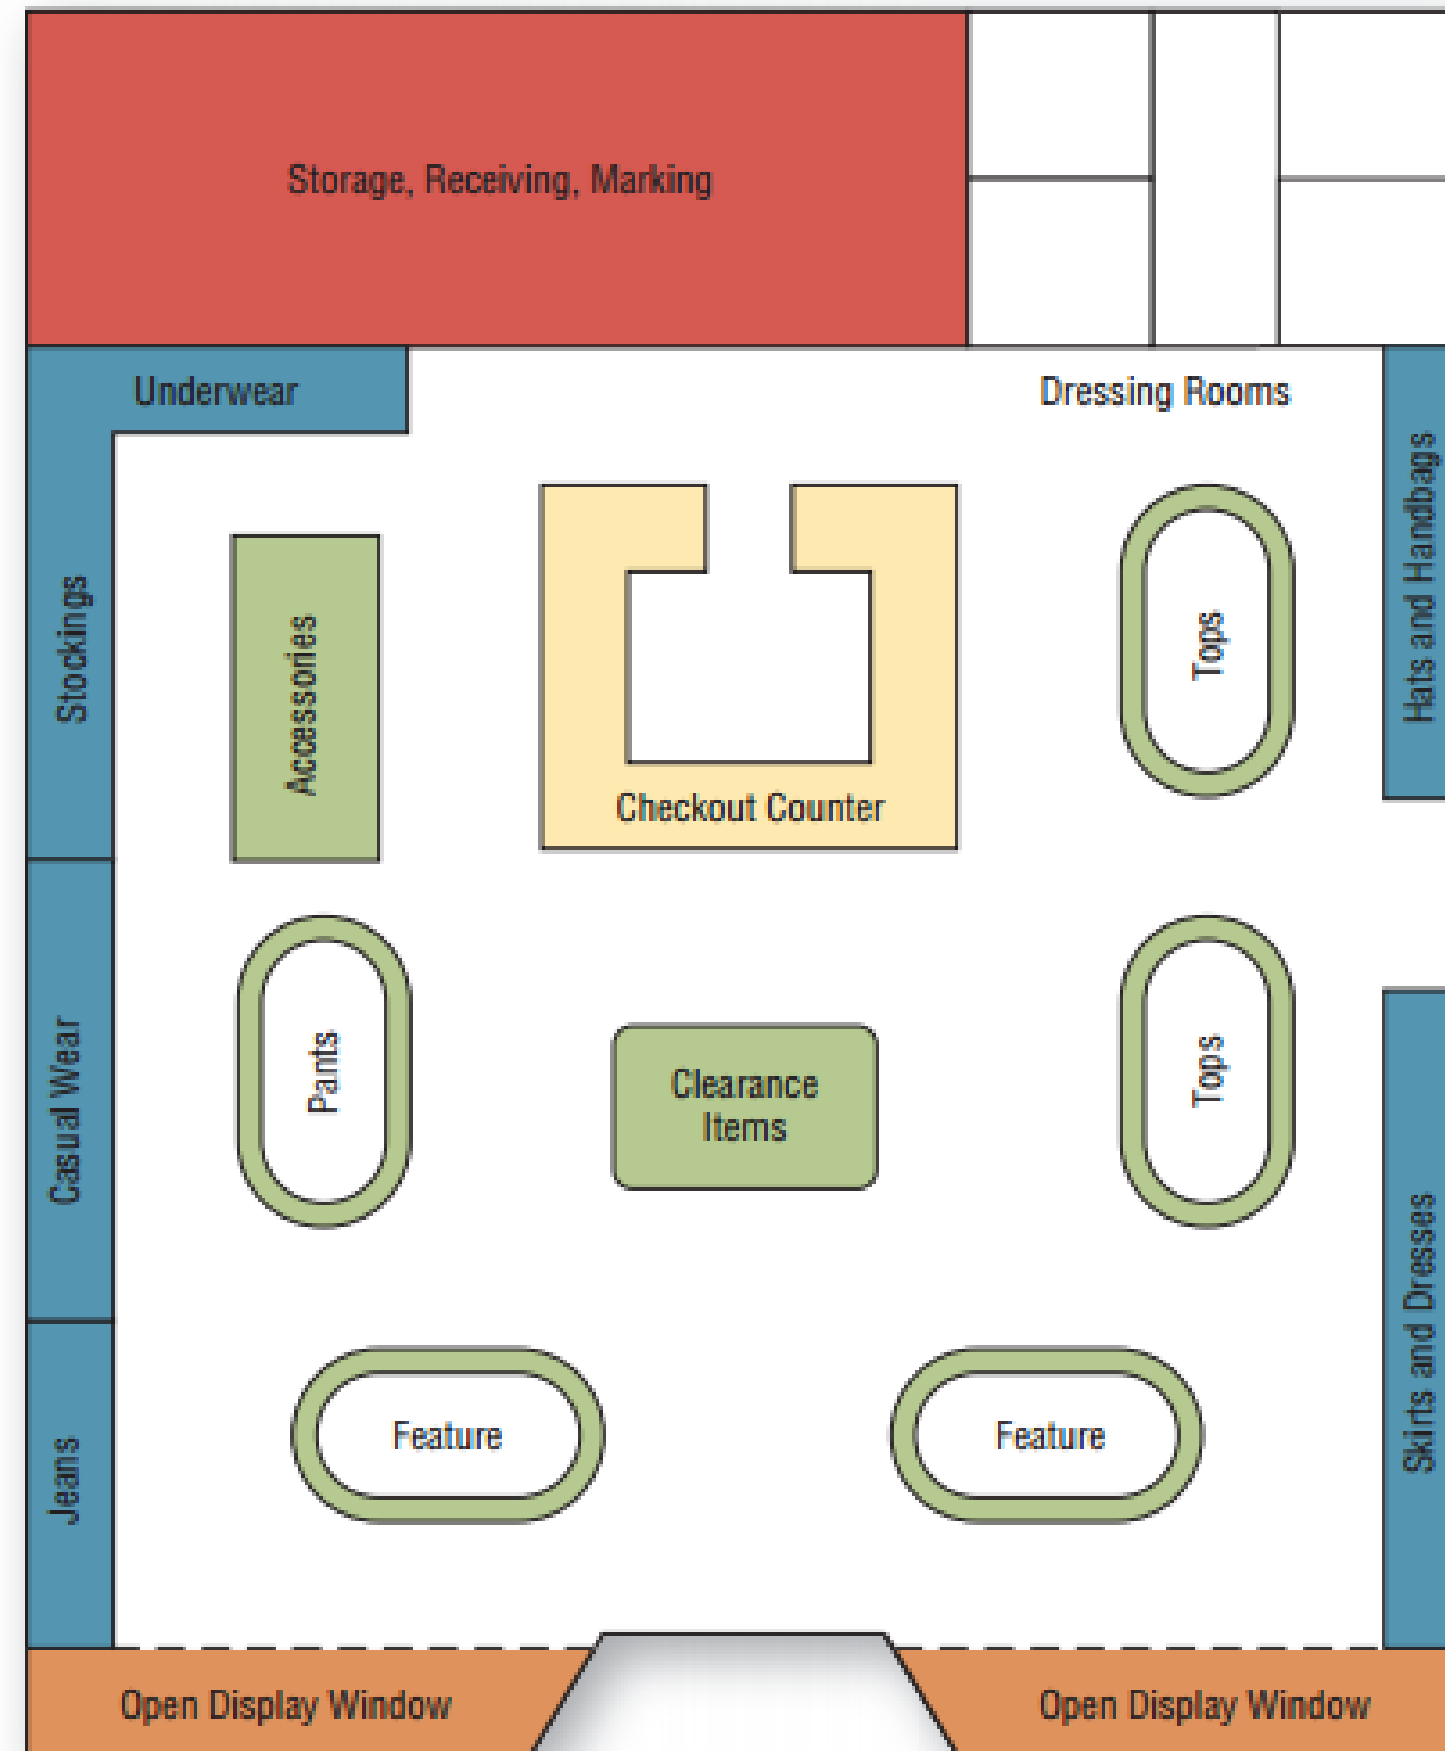 Storage, Receiving, Marking
Underwear
Dressing Rooms
Hats and Handbags
Stockings
Accessories
Tops
Checkout Counter
Casual Wear
Pants
Clearance
Items
Tops
Skirts and Dresses
Jeans
Feature
Feature
Open Display Window
Open Display Window